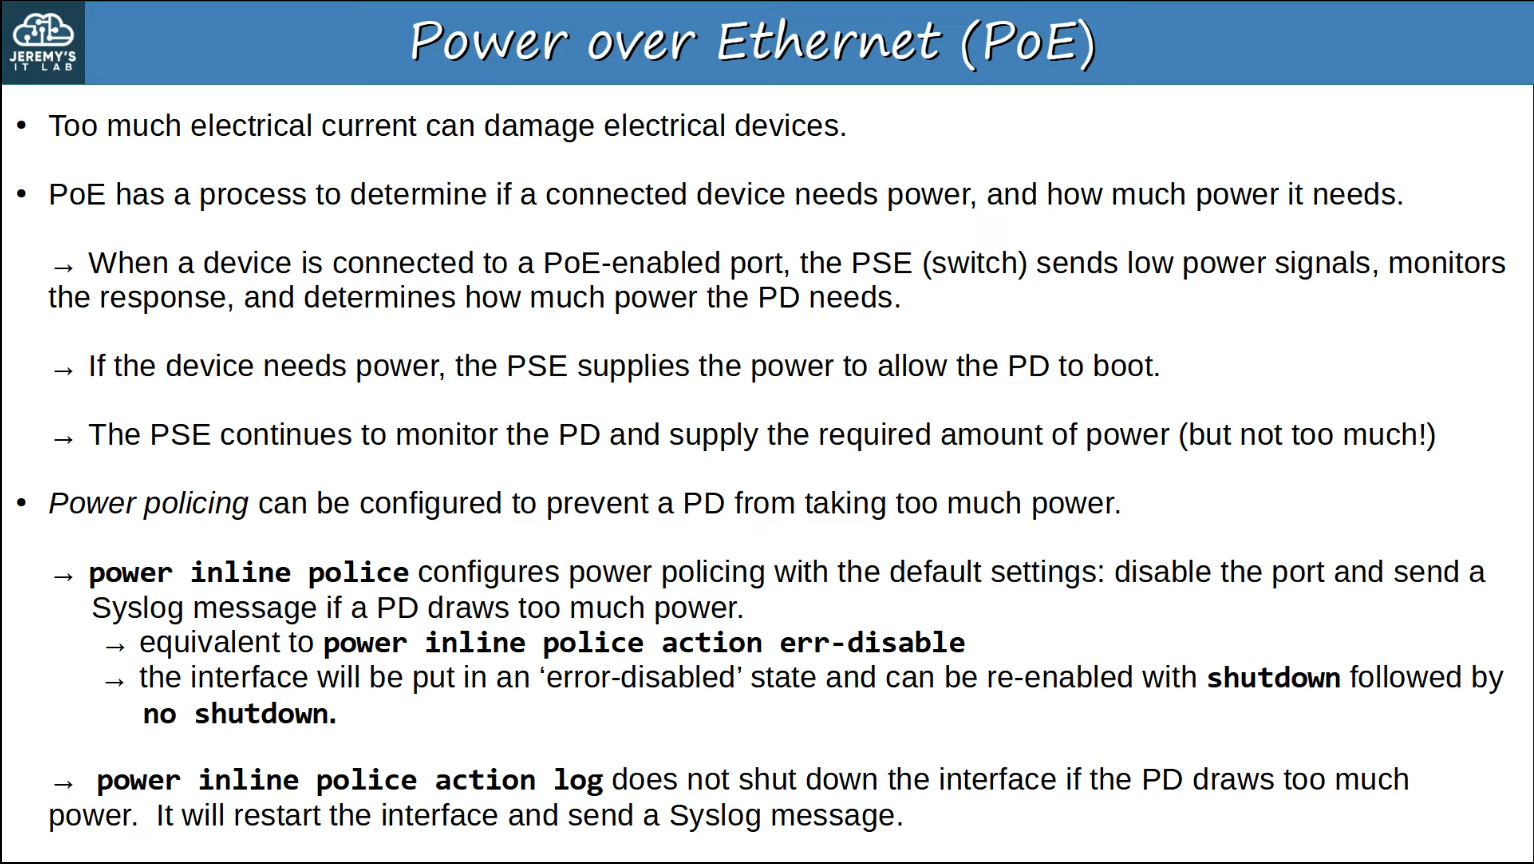 JEREMY'S
IT LAB
Power over Ethernet (PoE)
• Too much electrical current can damage electrical devices.
• PoE has a process to determine if a connected device needs power, and how much power it needs.
→ When a device is connected to a PoE-enabled port, the PSE (switch) sends low power signals, monitors
the response, and determines how much power the PD needs.
→ If the device needs power, the PSE supplies the power to allow the PD to boot.
→ The PSE continues to monitor the PD and supply the required amount of power (but not too much!)
• Power policing can be configured to prevent a PD from taking too much power.
→ power inline police configures power policing with the default settings: disable the port and send a
Syslog message if a PD draws too much power.
→ equivalent to power inline police action err-disable
→ the interface will be put in an ‘error-disabled’ state and can be re-enabled with shutdown followed by
no shutdown.
→ power inline police action log does not shut down the interface if the PD draws too much
power. It will restart the interface and send a Syslog message.